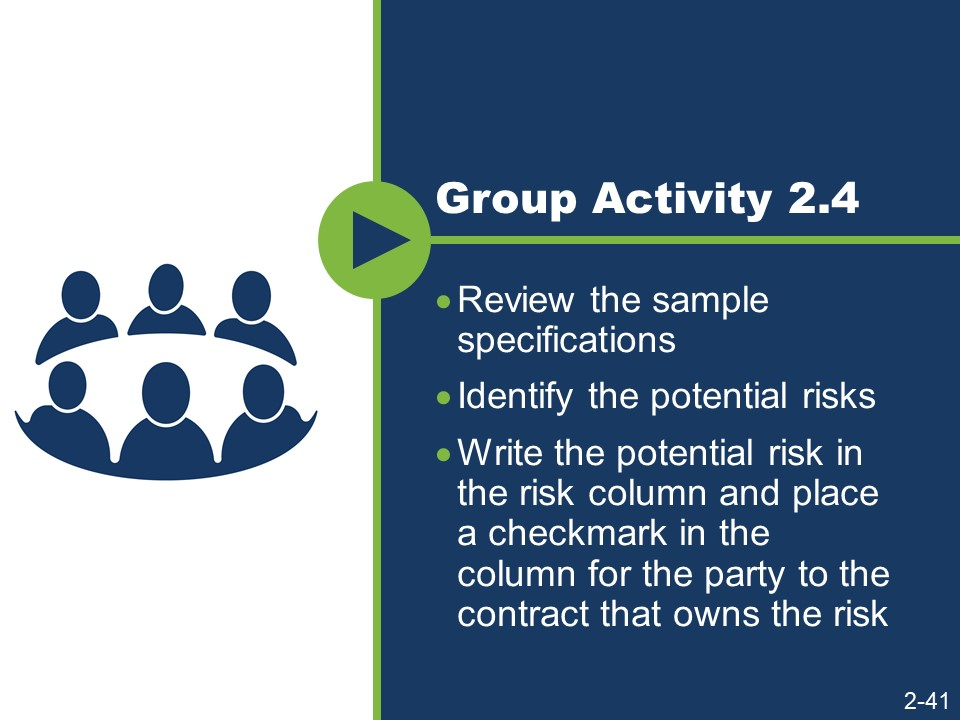 Group Activity 2.4
• Review the sample
specifications
• Identify the potential risks
• Write the potential risk in
the risk column and place
a checkmark in the
column for the party to the
contract that owns the risk
2-41